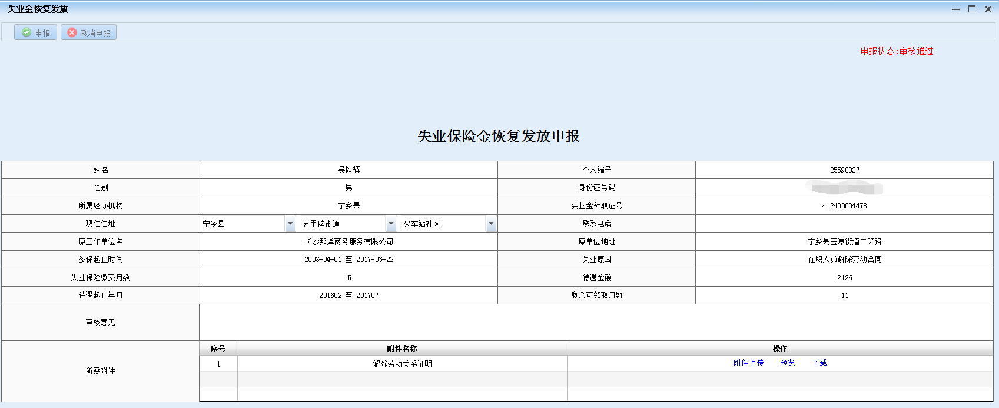 失业金恢复发放
申报 取消申报
申报状态:审核通过
失业保险金恢复发放申报
姓名 吴铁辉 个人编号 25590027
性别 男 身份证号码
所属经办机构 宁乡县 失业金领取证号 412400004478
现住住址 宁乡县 五里牌街道 火车站社区 联系电话
原工作单位名 长沙邦泽商务服务有限公司 原单位地址 宁乡县玉潭街道二环路
参保起止时间 2008-04-01 至 2017-03-22 失业原因 在职人员解除劳动合同
失业保险缴费月数 5 待遇金额 2126
待遇起止年月 201602 至 201707 剩余可领取月数 11
审核意见
所需附件
序号 附件名称 操作
1 解除劳动关系证明 附件上传 预览 下载